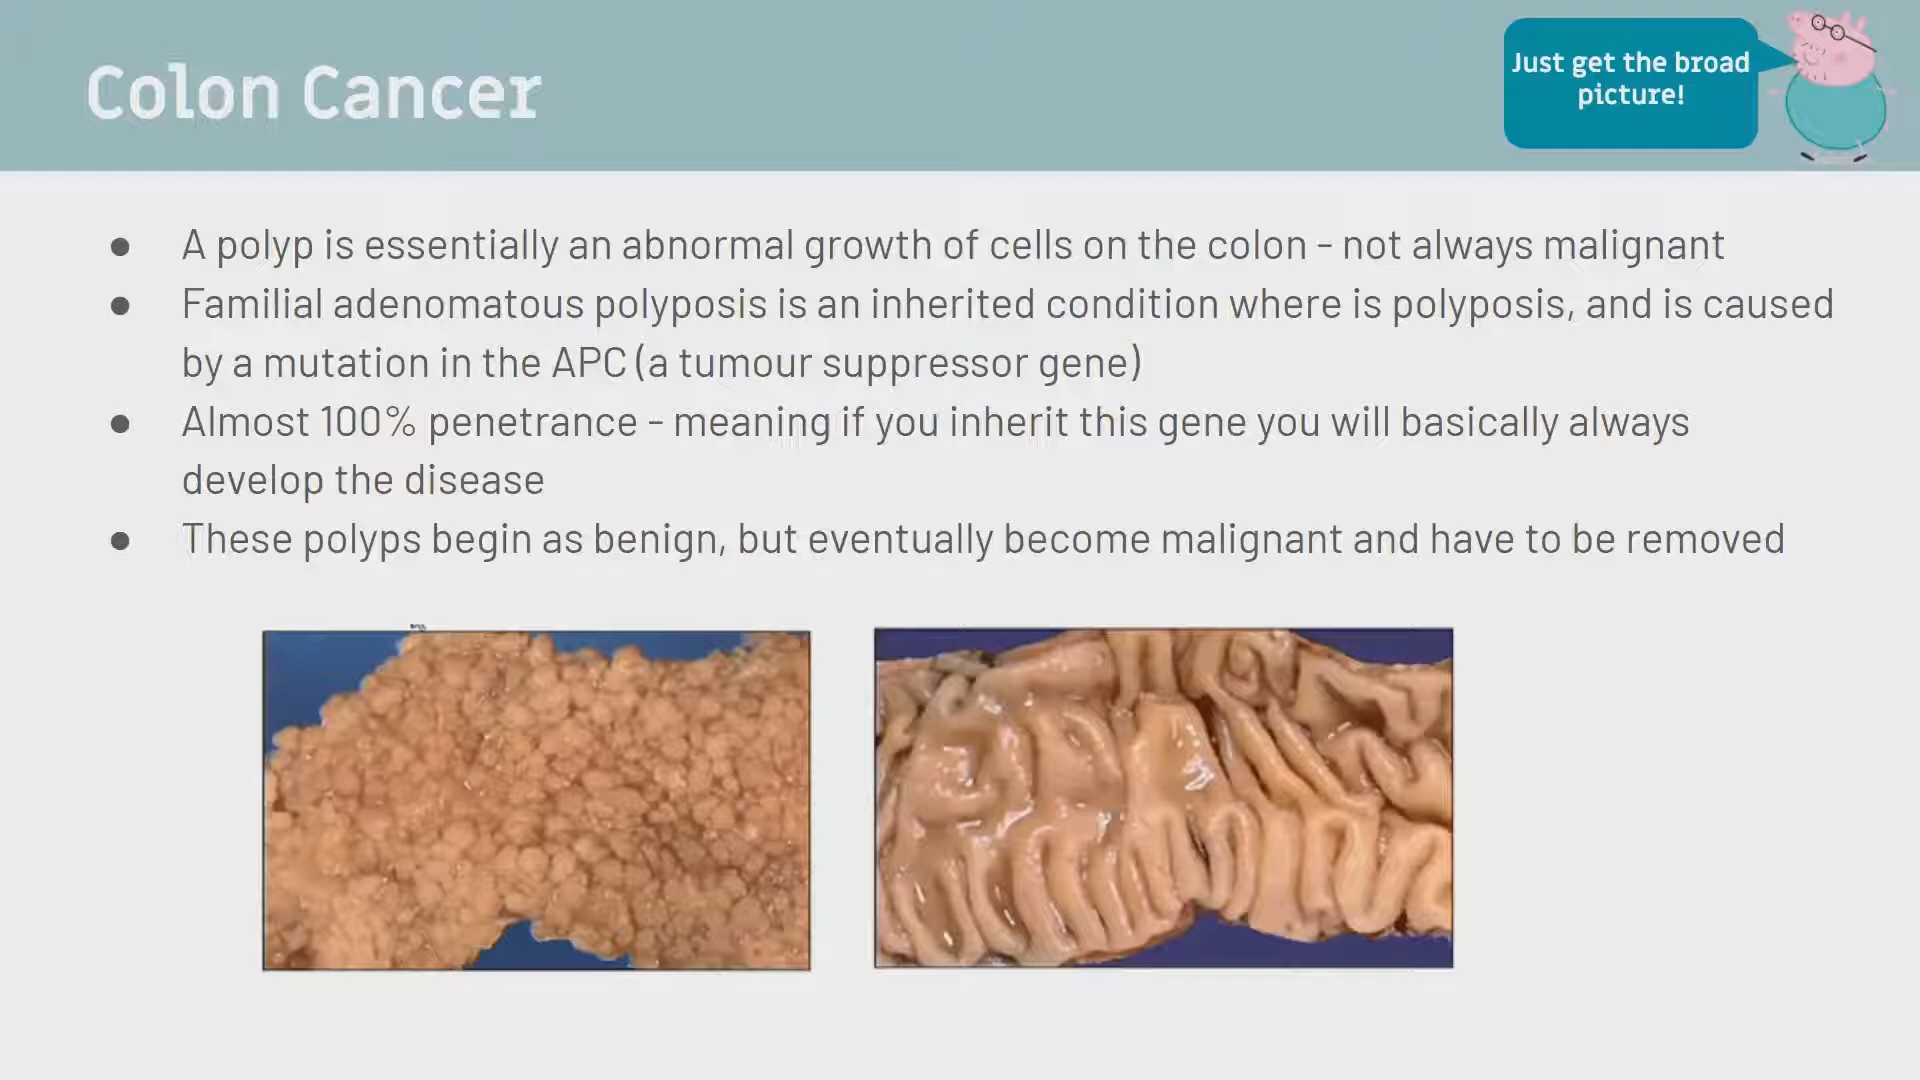 Colon Cancer
Just get the broad
picture!
● A polyp is essentially an abnormal growth of cells on the colon - not always malignant
● Familial adenomatous polyposis is an inherited condition where is polyposis, and is caused
by a mutation in the APC (a tumour suppressor gene)
● Almost 100% penetrance - meaning if you inherit this gene you will basically always
develop the disease
● These polyps begin as benign, but eventually become malignant and have to be removed